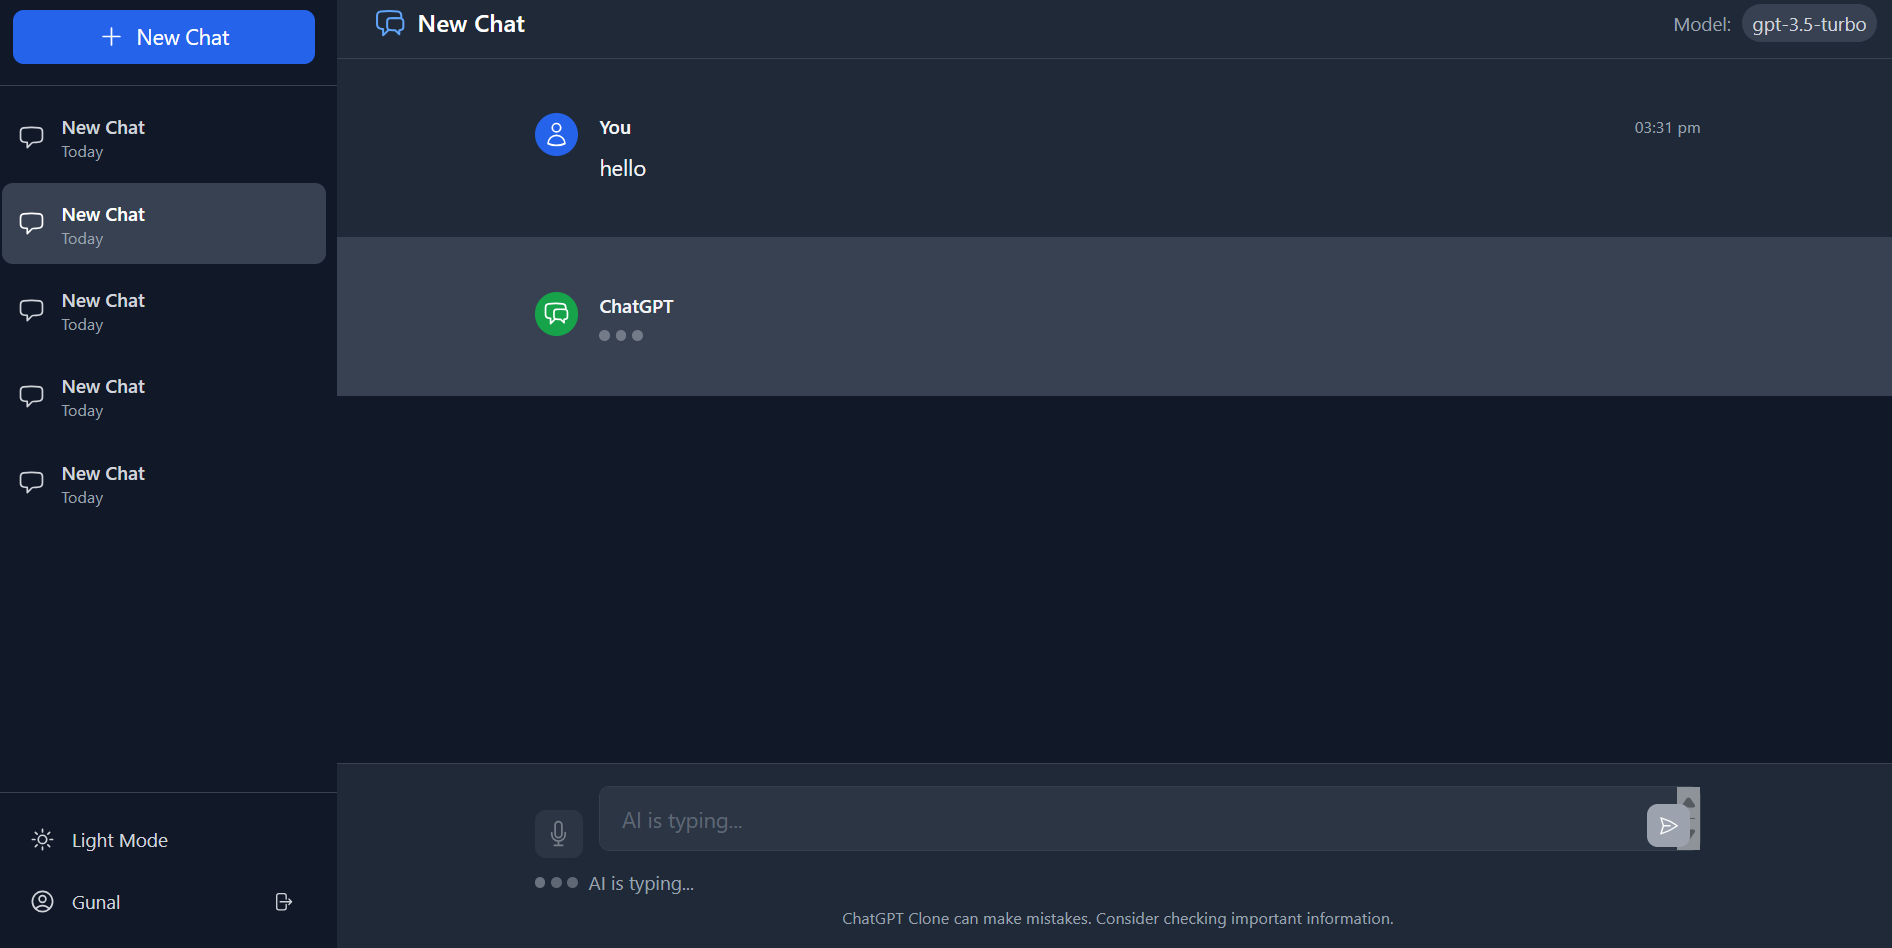 New Chat
New Chat
Today
New Chat
Today
New Chat
Today
New Chat
Today
New Chat
Today
Light Mode
Gunal
New Chat
Model: gpt-3.5-turbo
You
03:31 pm
hello
ChatGPT
AI is typing...
AI is typing...
ChatGPT Clone can make mistakes. Consider checking important information.